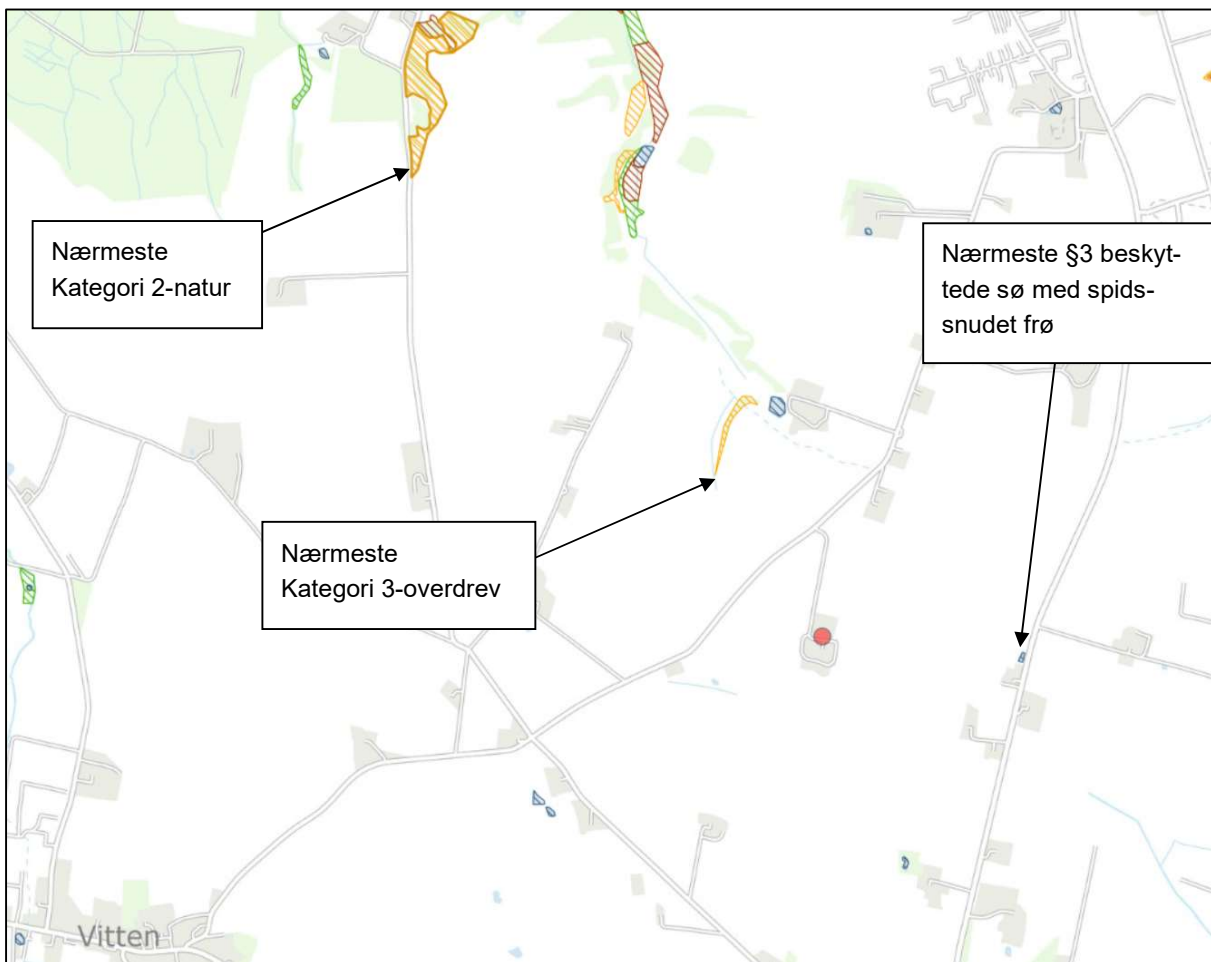 Nærmeste
Kategori 2-natur
Nærmeste §3 beskyt-
tede sø med spids-
snudet frø
Nærmeste
Kategori 3-overdrev
Vitten